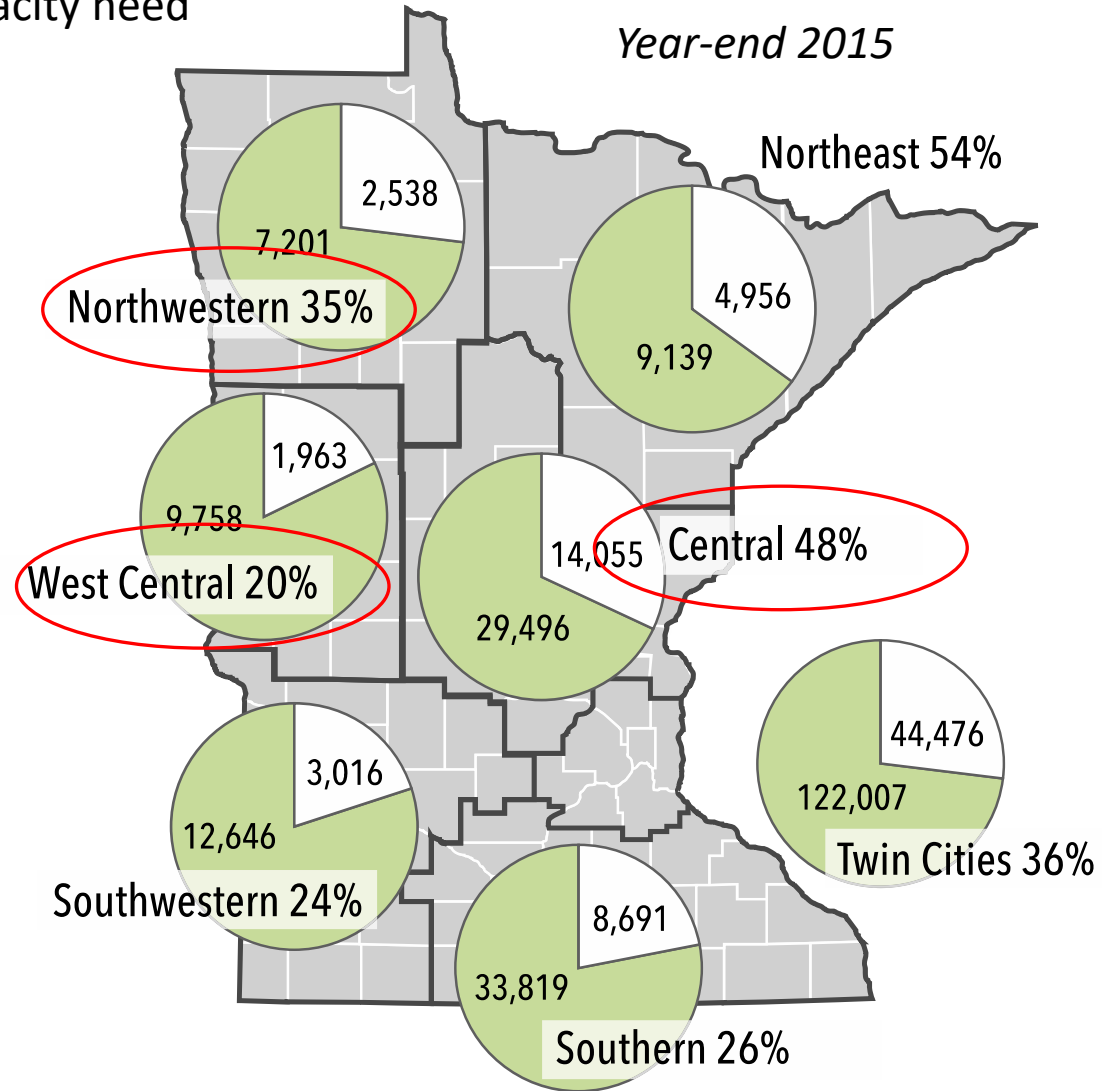 need
Year-end 2015
Northeast 54%
2,538
7,201
Northwestern 35%
4,956
9,139
1,963
9,758
West Central 20%
14,055
Central 48%
29,496
44,476
122,007
Twin Cities 36%
3,016
12,646
Southwestern 24%
8,691
33,819
Southern 26%